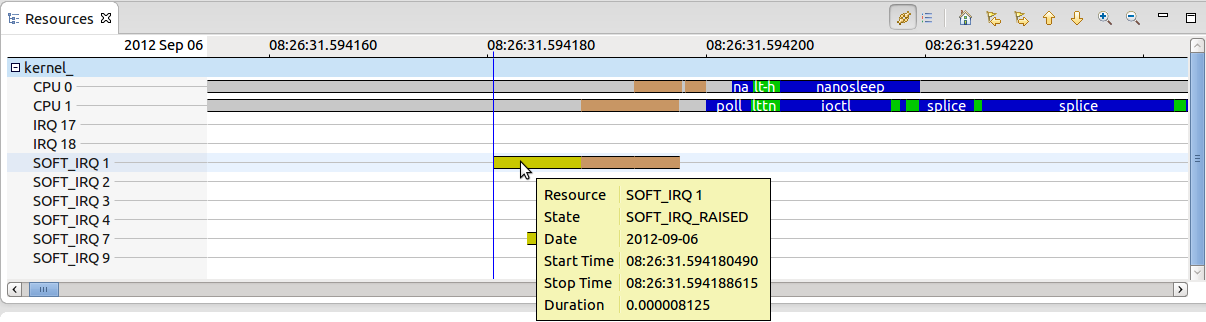 Resources
2012 Sep 06 08:26:31.594160 08:26:31.594180 08:26:31.594200 08:26:31.594220
kernel_
CPU 0 na lt-h nanosleep
CPU 1 poll lttn ioctl splice splice
IRQ 17
IRQ 18
SOFT_IRQ 1
SOFT_IRQ 2
SOFT_IRQ 3
SOFT_IRQ 4
SOFT_IRQ 7
SOFT_IRQ 9
Resource SOFT_IRQ 1
State SOFT_IRQ_RAISED
Date 2012-09-06
Start Time 08:26:31.594180490
Stop Time 08:26:31.594188615
Duration 0.000008125